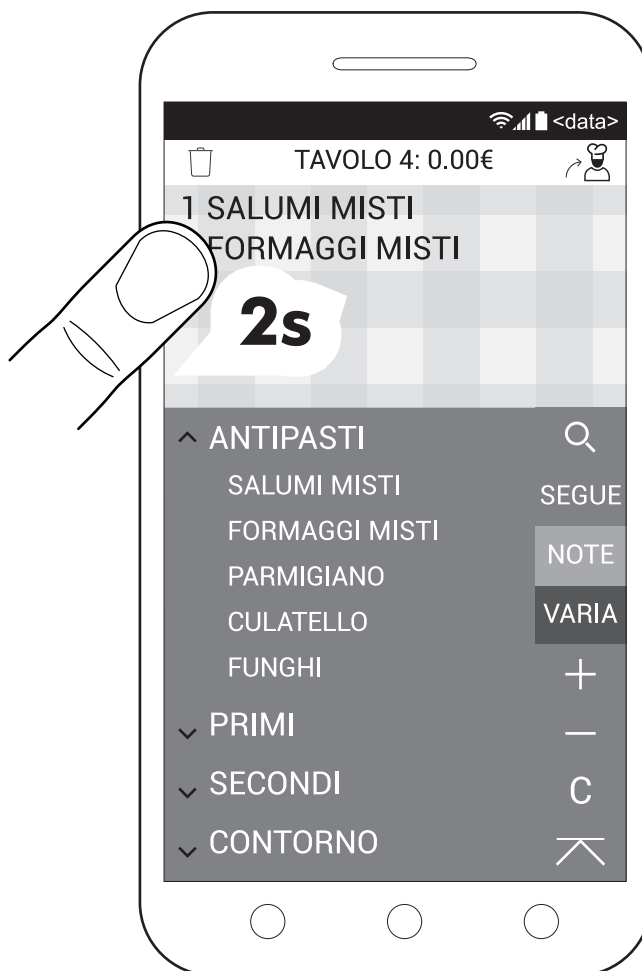 <data>
TAVOLO 4: 0.00€
1 SALUMI MISTI
FORMAGGI MISTI
2s
ANTIPASTI
SALUMI MISTI
SEGUE
FORMAGGI MISTI
NOTE
PARMIGIANO
CULATELLO
VARIA
FUNGHI
+
PRIMI
−
SECONDI
C
CONTORNO